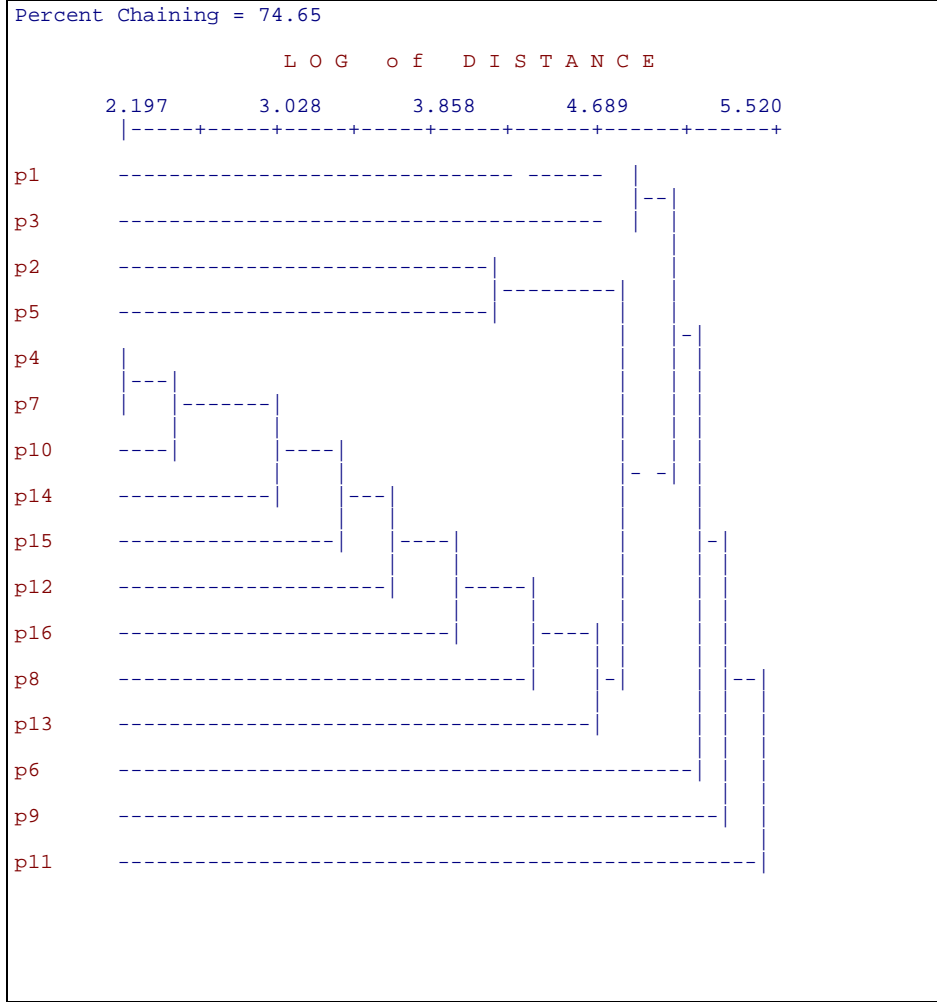 Percent Chaining = 74.65
L O G o f D I S T A N C E
2.197 3.028 3.858 4.689 5.520
p1
p3
p2
p5
p4
p7
p10
p14
p15
p12
p16
p8
p13
p6
p9
p11